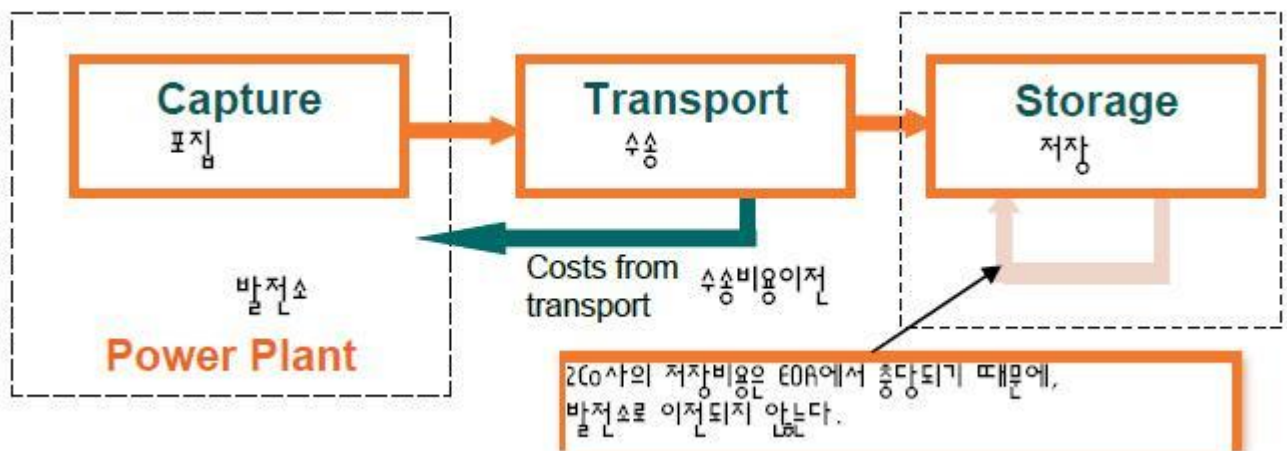 Capture
포집
Transport
수송
Storage
저장
Costs from
transport
수송비용이전
발전소
Power Plant
2Co사의 저장비용은 EOR에서 충당되기 때문에,
발전소로 이전되지 않는다.